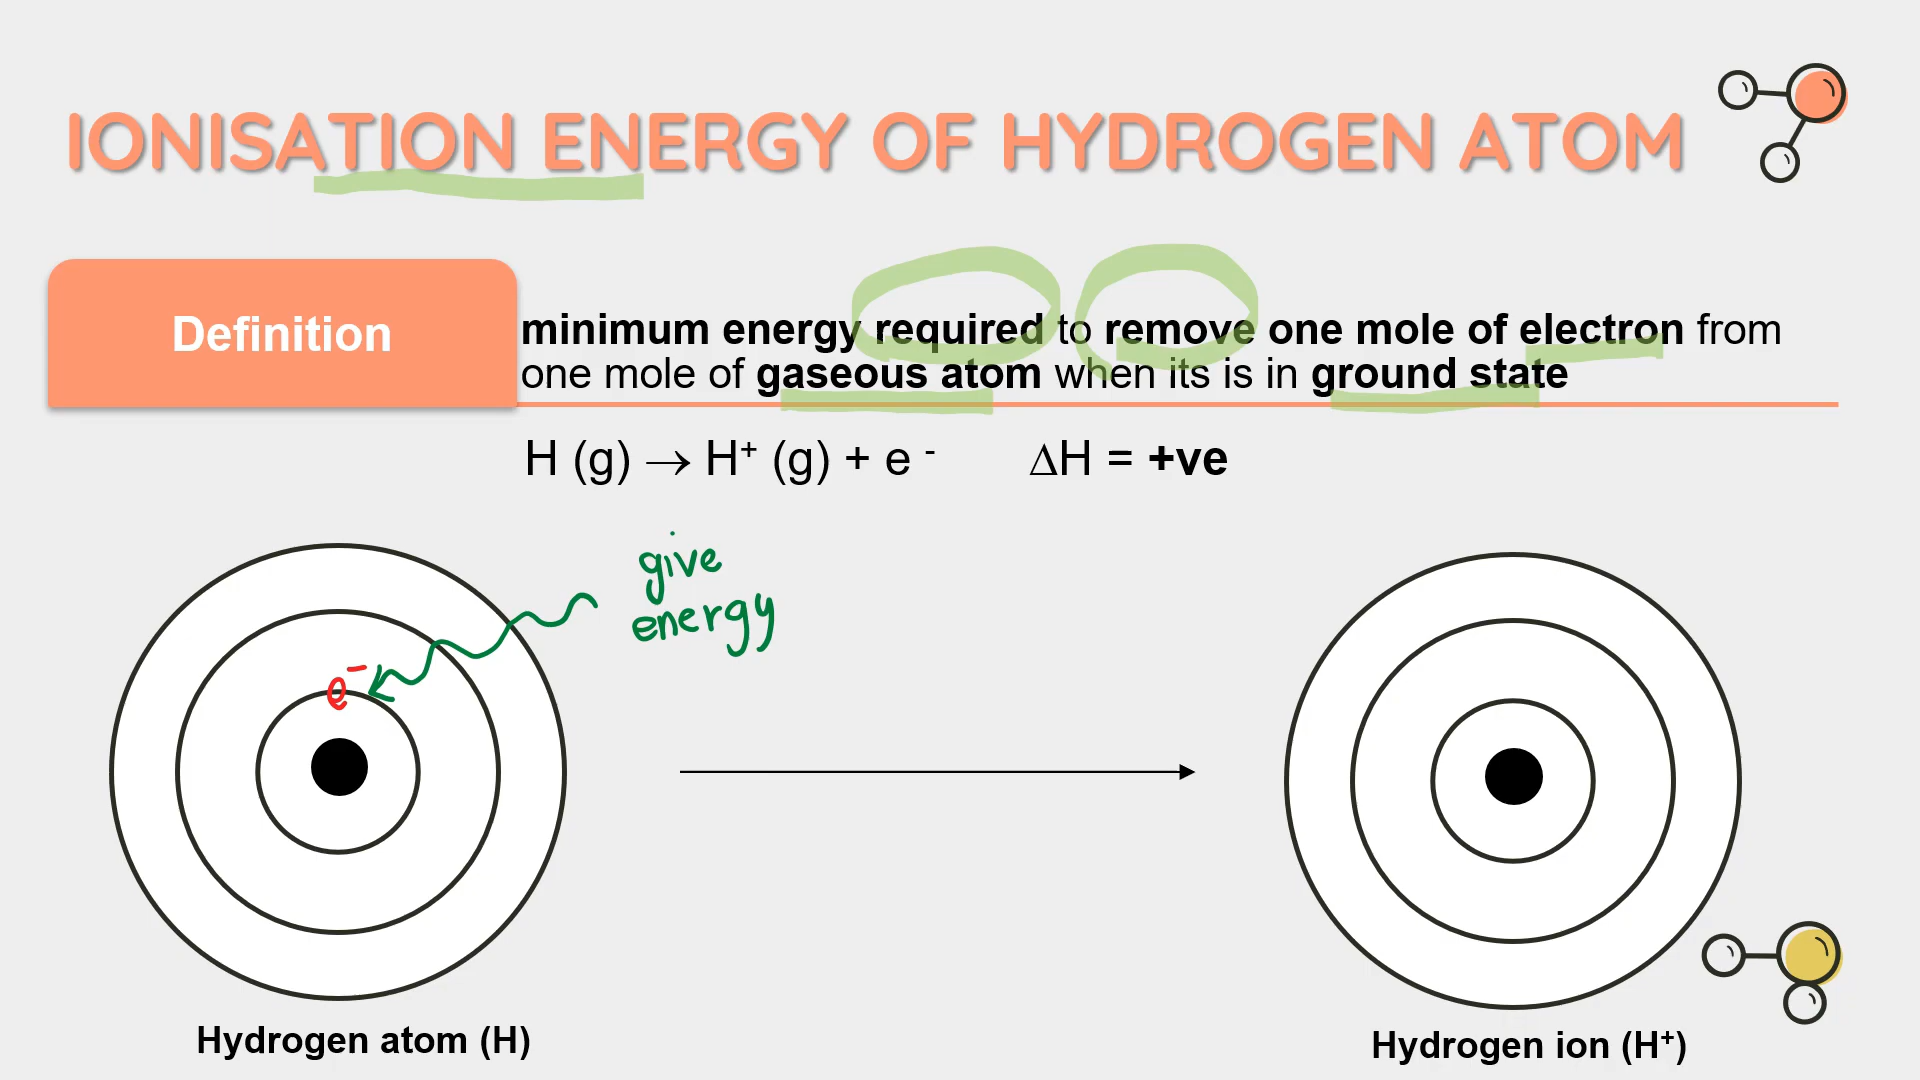 IONISATION ENERGY OF HYDROGEN ATOM
Definition
minimum energy required to remove one mole of electron from
one mole of gaseous atom when its is in ground state
H (g) → H⁺ (g) + e ⁻ ΔH = +ve
give
energy
e⁻
Hydrogen atom (H)
Hydrogen ion (H⁺)